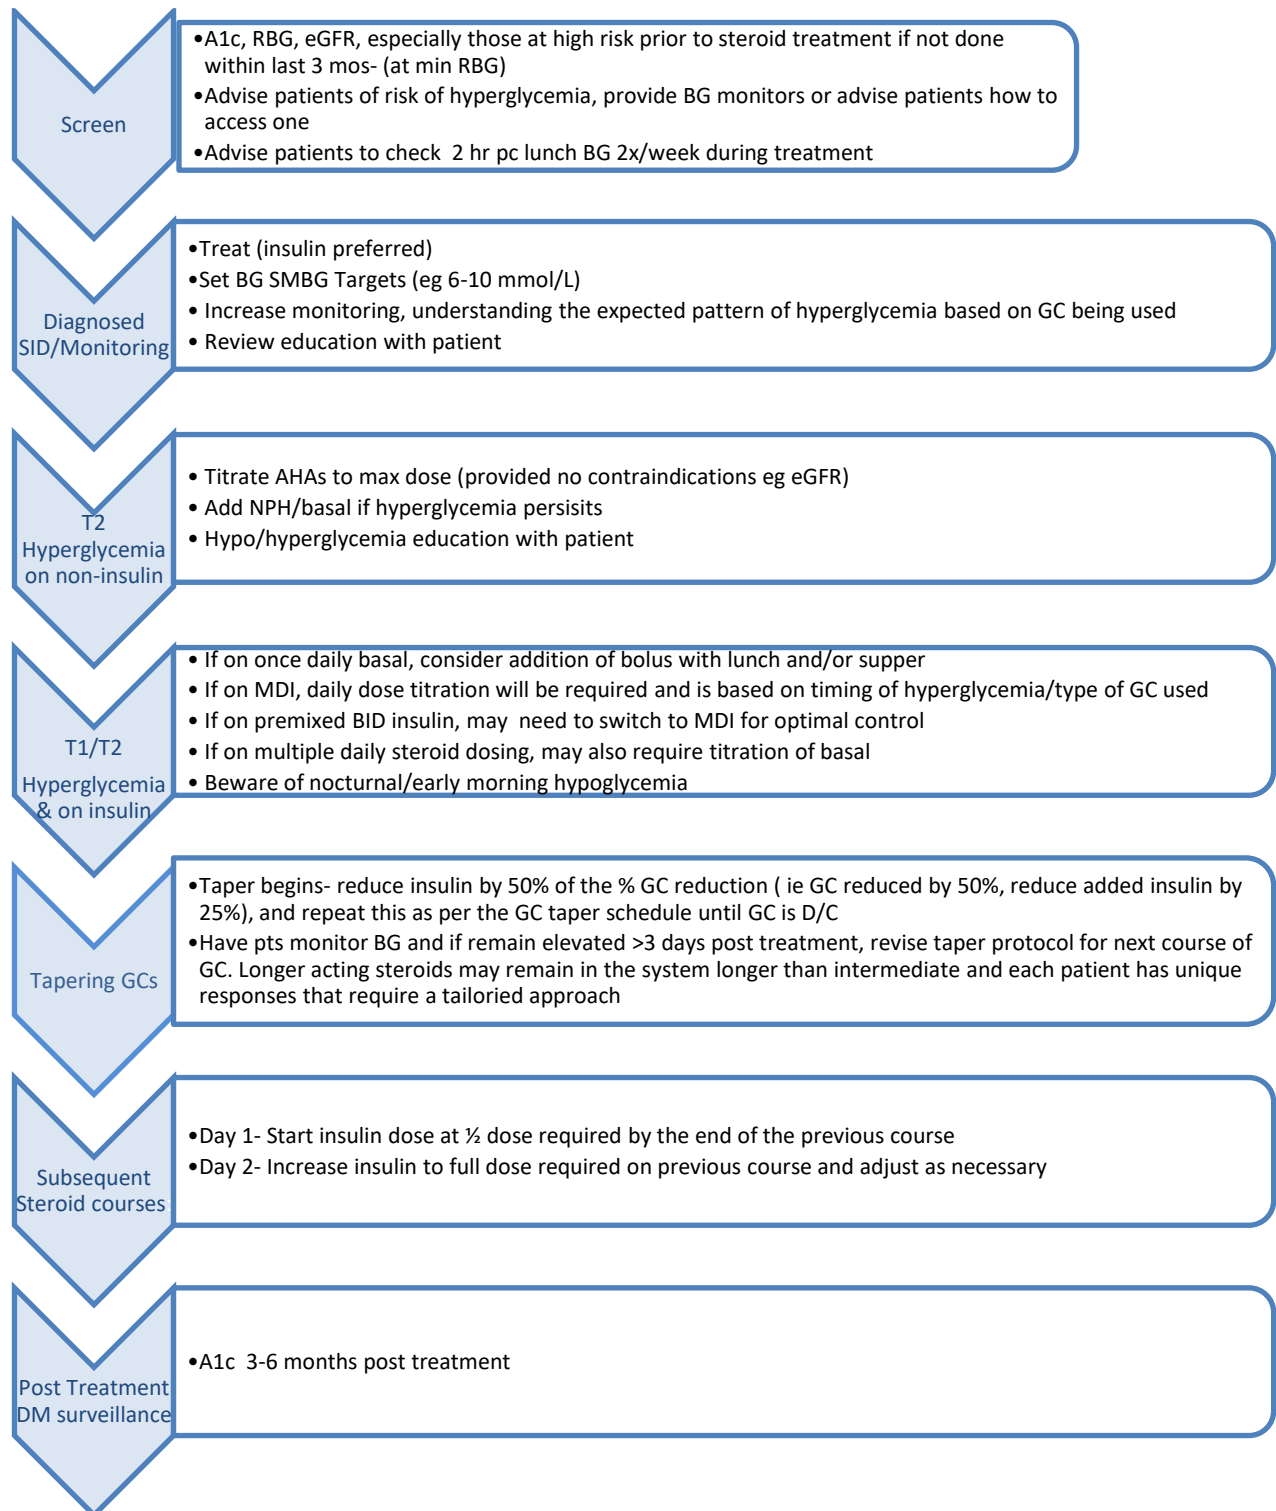 Screen
•A1c, RBG, eGFR, especially those at high risk prior to steroid treatment if not done
within last 3 mos- (at min RBG)
•Advise patients of risk of hyperglycemia, provide BG monitors or advise patients how to
access one
•Advise patients to check 2 hr pc lunch BG 2x/week during treatment
Diagnosed
SID/Monitoring
•Treat (insulin preferred)
•Set BG SMBG Targets (eg 6-10 mmol/L)
• Increase monitoring, understanding the expected pattern of hyperglycemia based on GC being used
• Review education with patient
T2
Hyperglycemia
on non-insulin
• Titrate AHAs to max dose (provided no contraindications eg eGFR)
• Add NPH/basal if hyperglycemia persisits
• Hypo/hyperglycemia education with patient
T1/T2
Hyperglycemia
& on insulin
• If on once daily basal, consider addition of bolus with lunch and/or supper
• If on MDI, daily dose titration will be required and is based on timing of hyperglycemia/type of GC used
• If on premixed BID insulin, may need to switch to MDI for optimal control
• If on multiple daily steroid dosing, may also require titration of basal
• Beware of nocturnal/early morning hypoglycemia
Tapering GCs
•Taper begins- reduce insulin by 50% of the % GC reduction ( ie GC reduced by 50%, reduce added insulin by
25%), and repeat this as per the GC taper schedule until GC is D/C
•Have pts monitor BG and if remain elevated >3 days post treatment, revise taper protocol for next course of
GC. Longer acting steroids may remain in the system longer than intermediate and each patient has unique
responses that require a tailoried approach
Subsequent
Steroid courses
•Day 1- Start insulin dose at ½ dose required by the end of the previous course
•Day 2- Increase insulin to full dose required on previous course and adjust as necessary
Post Treatment
DM surveillance
•A1c 3-6 months post treatment